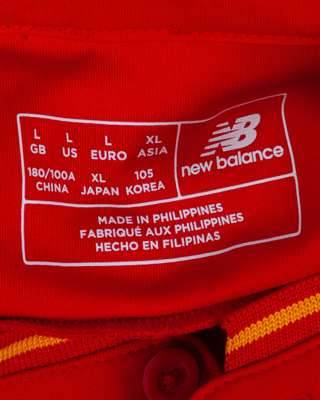 L L L XL
GB US EURO ASIA
180/100A XL 105
CHINA JAPAN KOREA
NB
new balance
MADE IN PHILIPPINES
FABRIQUÉ AUX PHILIPPINES
HECHO EN FILIPINAS